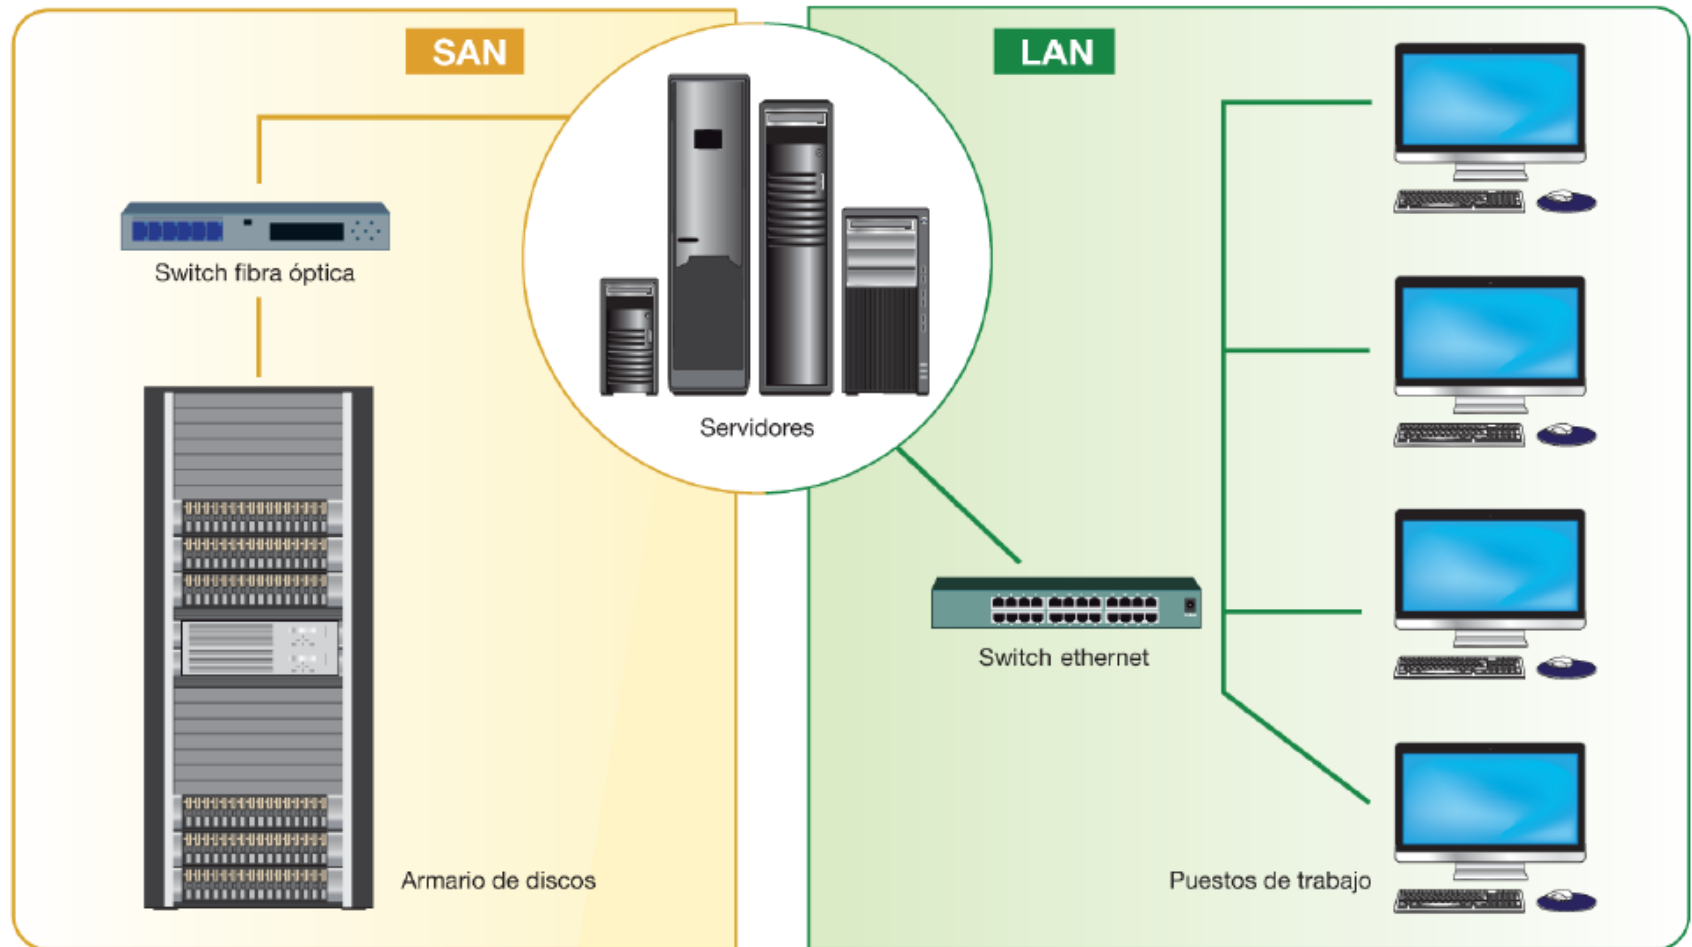 SAN
LAN
Switch fibra óptica
Servidores
Switch ethernet
Armario de discos
Puestos de trabajo